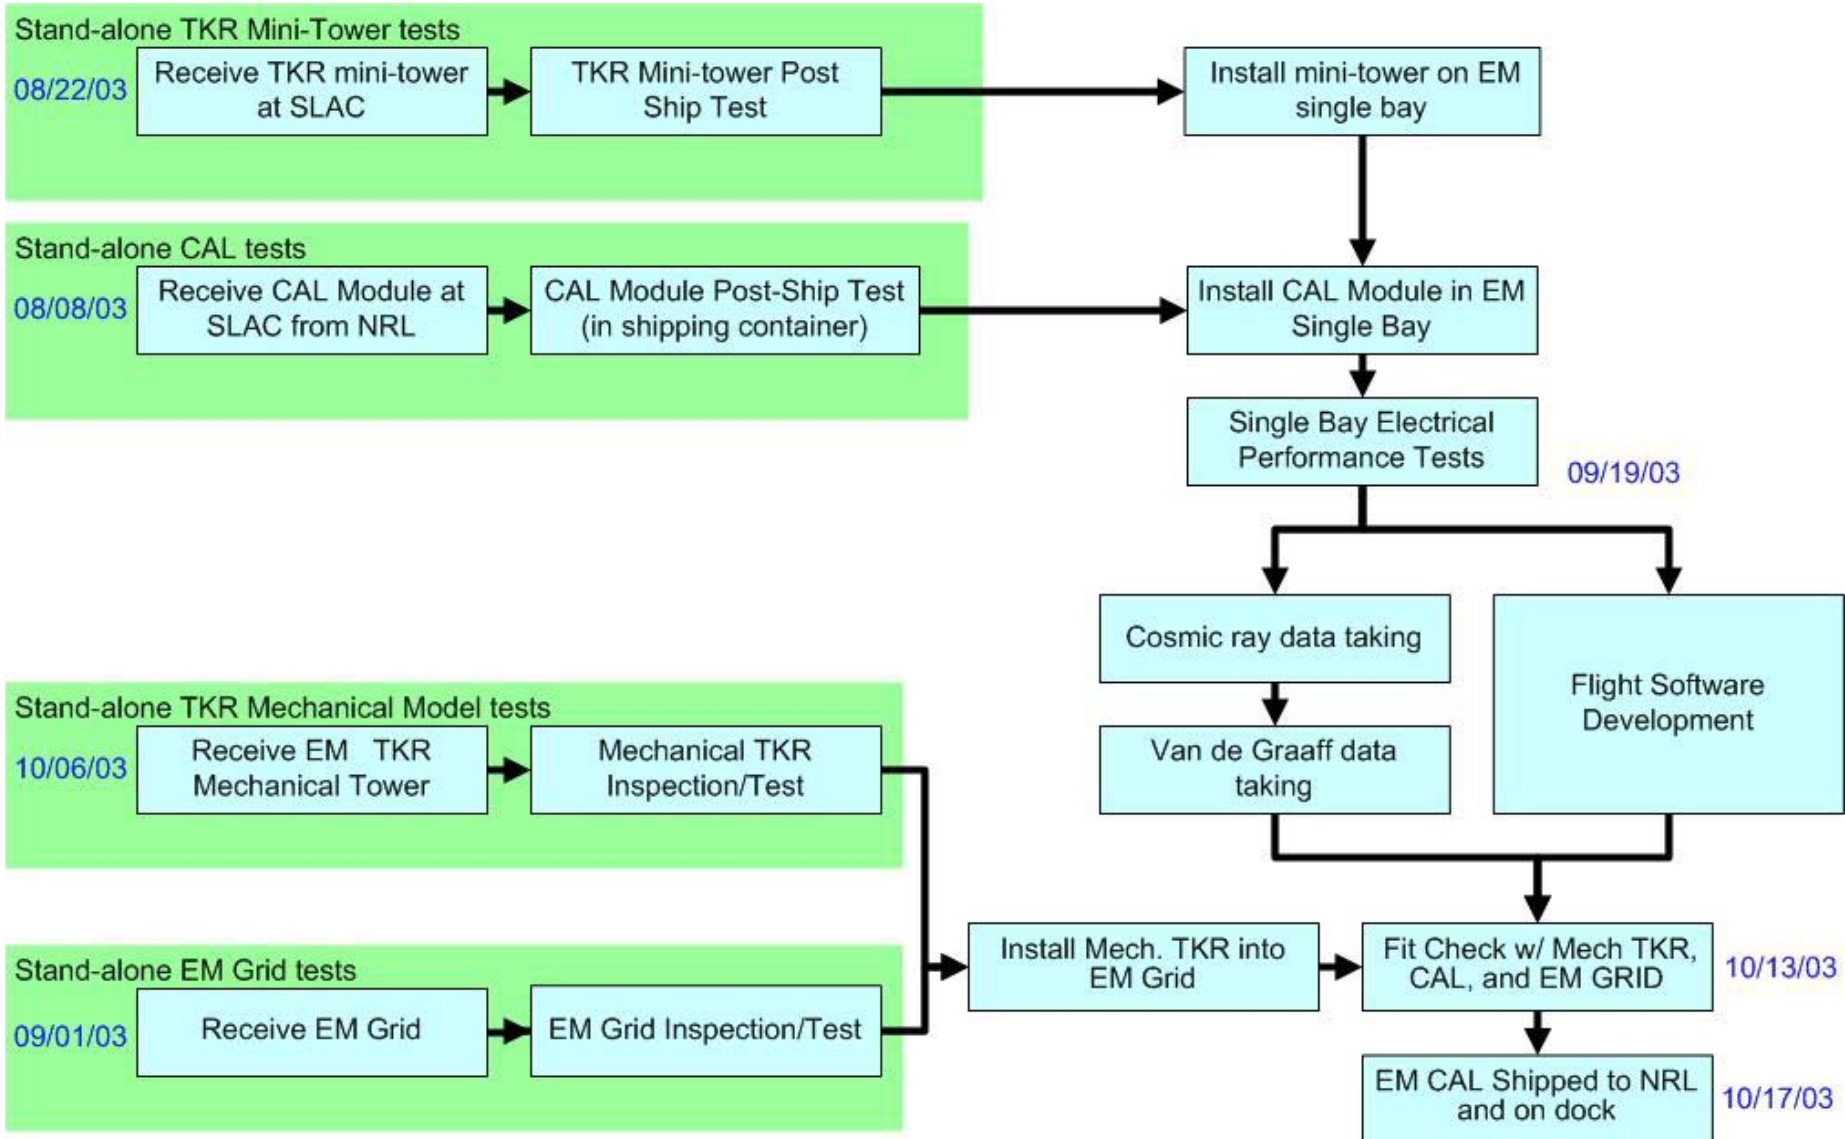 Stand-alone TKR Mini-Tower tests
08/22/03
Receive TKR mini-tower
at SLAC
TKR Mini-tower Post
Ship Test
Install mini-tower on EM
single bay
Stand-alone CAL tests
08/08/03
Receive CAL Module at
SLAC from NRL
CAL Module Post-Ship Test
(in shipping container)
Install CAL Module in EM
Single Bay
Single Bay Electrical
Performance Tests
09/19/03
Cosmic ray data taking
Van de Graaff data
taking
Flight Software
Development
Stand-alone TKR Mechanical Model tests
10/06/03
Receive EM TKR
Mechanical Tower
Mechanical TKR
Inspection/Test
Stand-alone EM Grid tests
09/01/03
Receive EM Grid
EM Grid Inspection/Test
Install Mech. TKR into
EM Grid
Fit Check w/ Mech TKR,
CAL, and EM GRID
10/13/03
EM CAL Shipped to NRL
and on dock
10/17/03